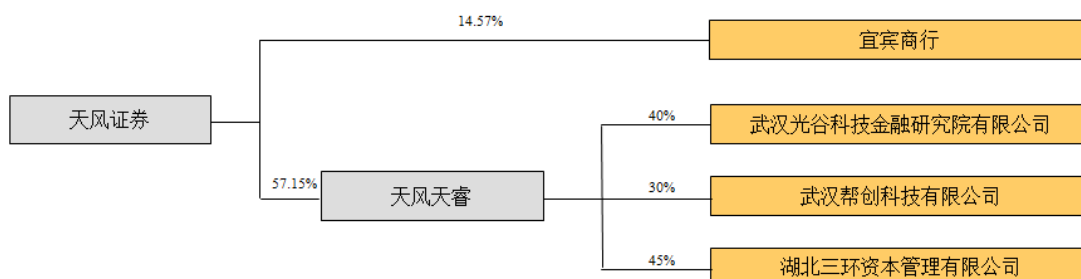 14.57%
宜宾商行
天风证券
40%
武汉光谷科技金融研究院有限公司
57.15%
天风天睿
30%
武汉帮创科技有限公司
45%
湖北三环资本管理有限公司